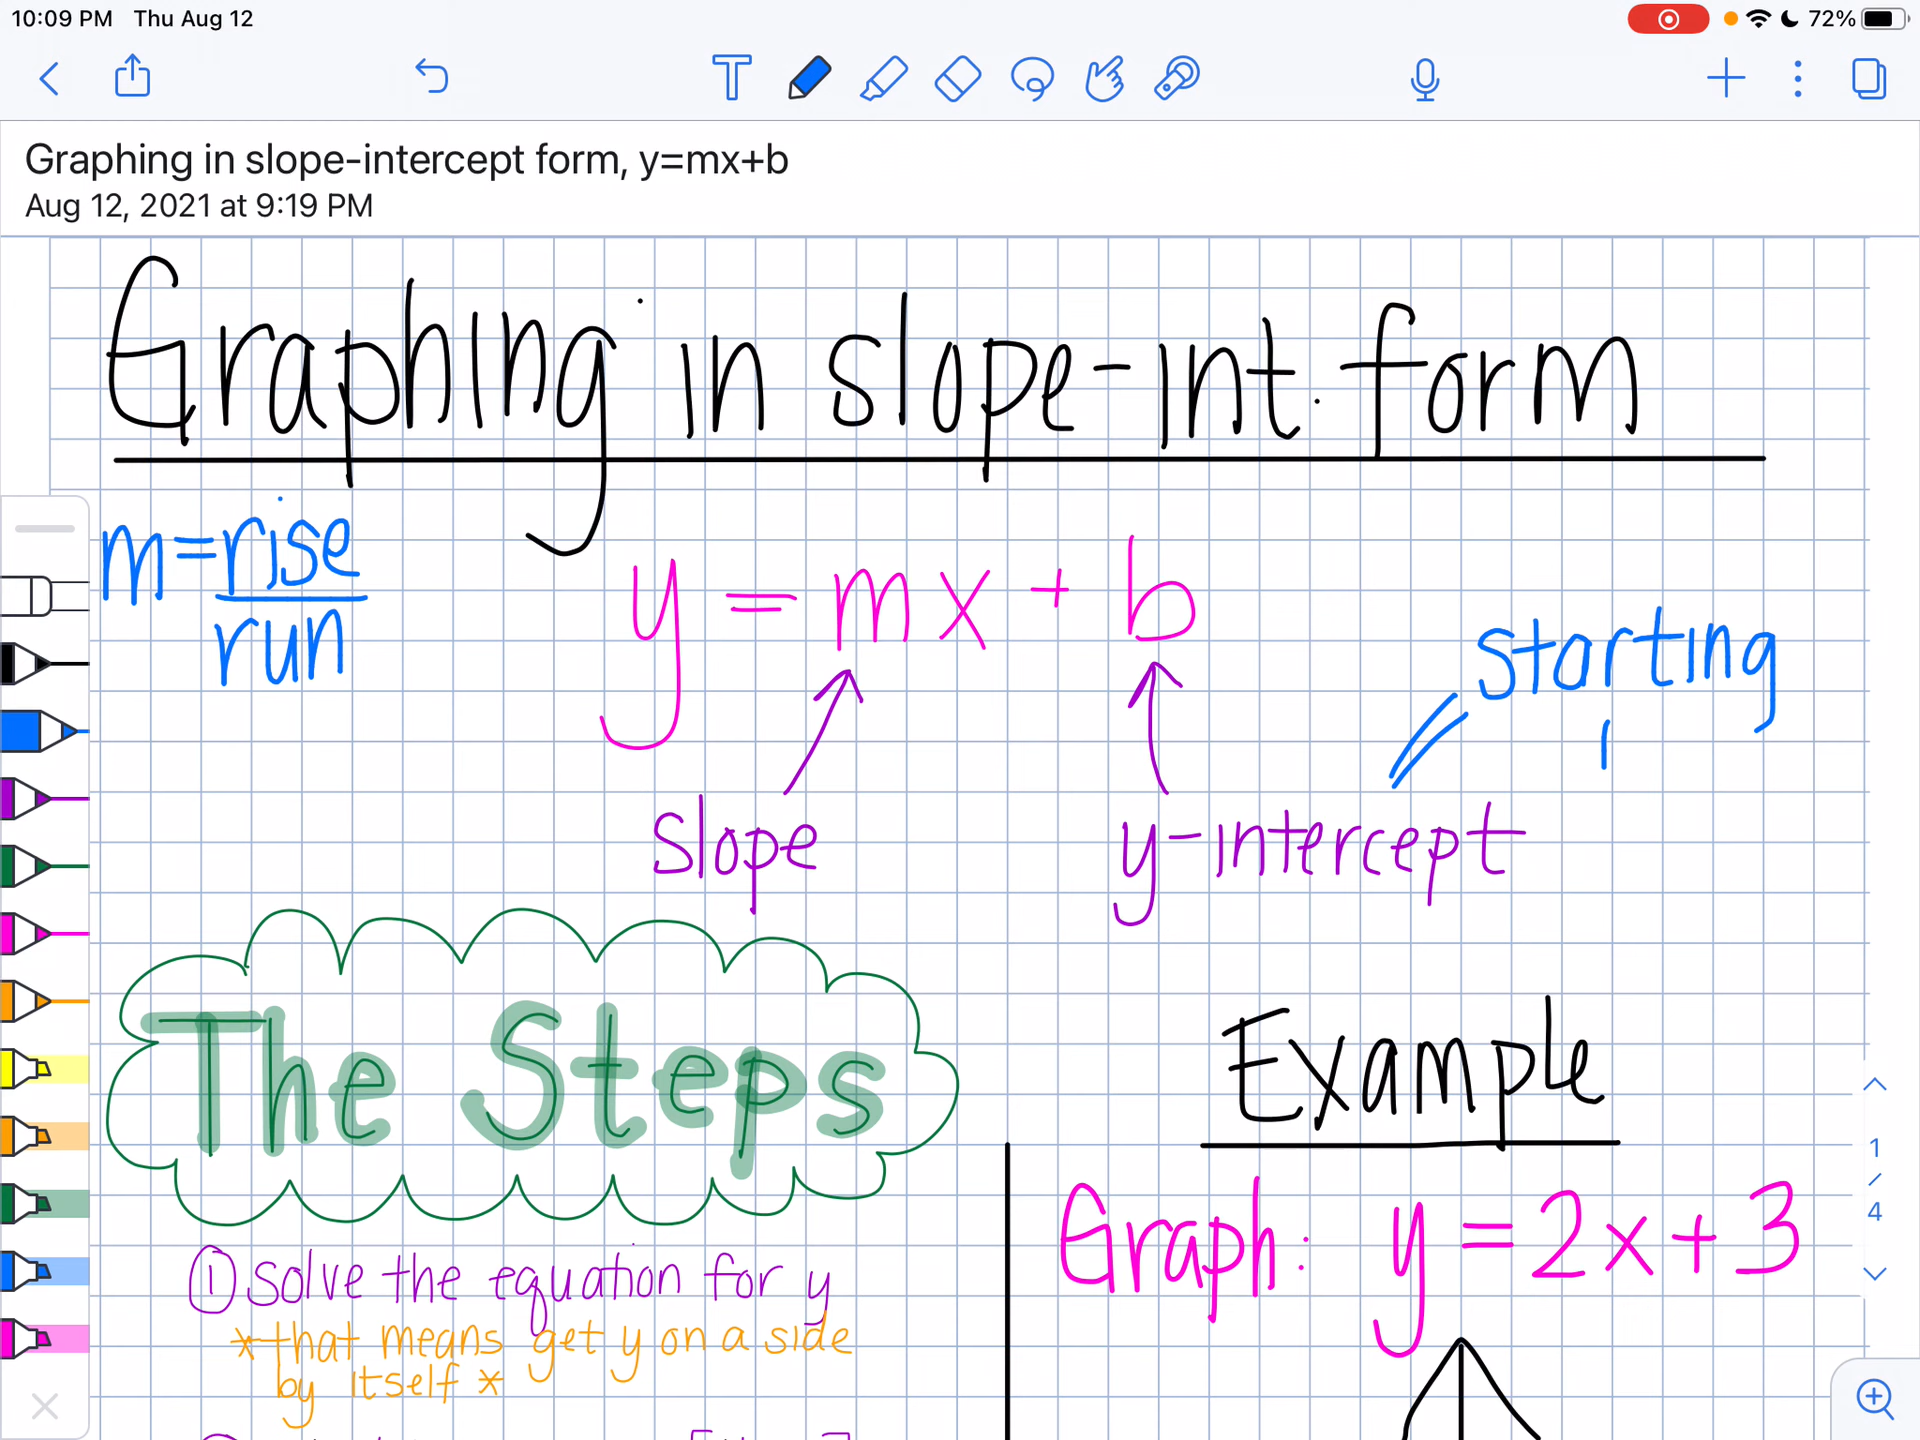 10:09 PM Thu Aug 12
72%
Graphing in slope-intercept form, y=mx+b
Aug 12, 2021 at 9:19 PM
Graphing in slope-int. form
m=rise
run
y = mx + b
starting
slope
y-intercept
The Steps
Example
① Solve the equation for y
*that means get y on a side
by itself *
Graph: y = 2x + 3
1
/
4